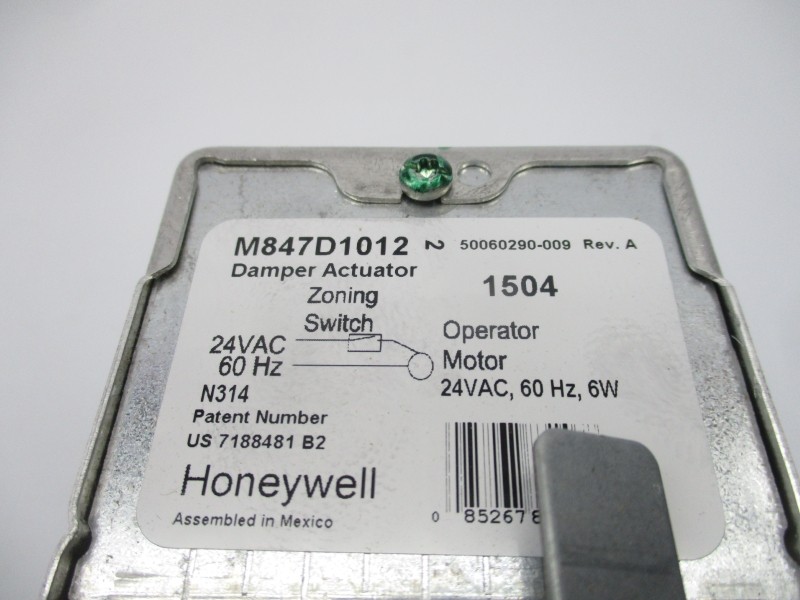 M847D1012 2 50060290-009 Rev. A
Damper Actuator
1504
Zoning
Switch
24VAC
60 Hz
Operator
Motor
24VAC, 60 Hz, 6W
N314
Patent Number
US 7188481 B2
Honeywell
Assembled in Mexico
0 85267 8